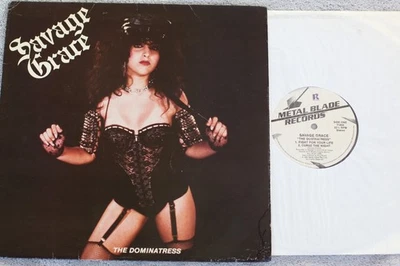 Savage
Grace
THE DOMINATRESS
METAL BLADE
RECORDS
SAVAGE GRACE
"THE DOMINATRESS"
1. FIGHT FOR YOUR LIFE
2. CURSE THE NIGHT